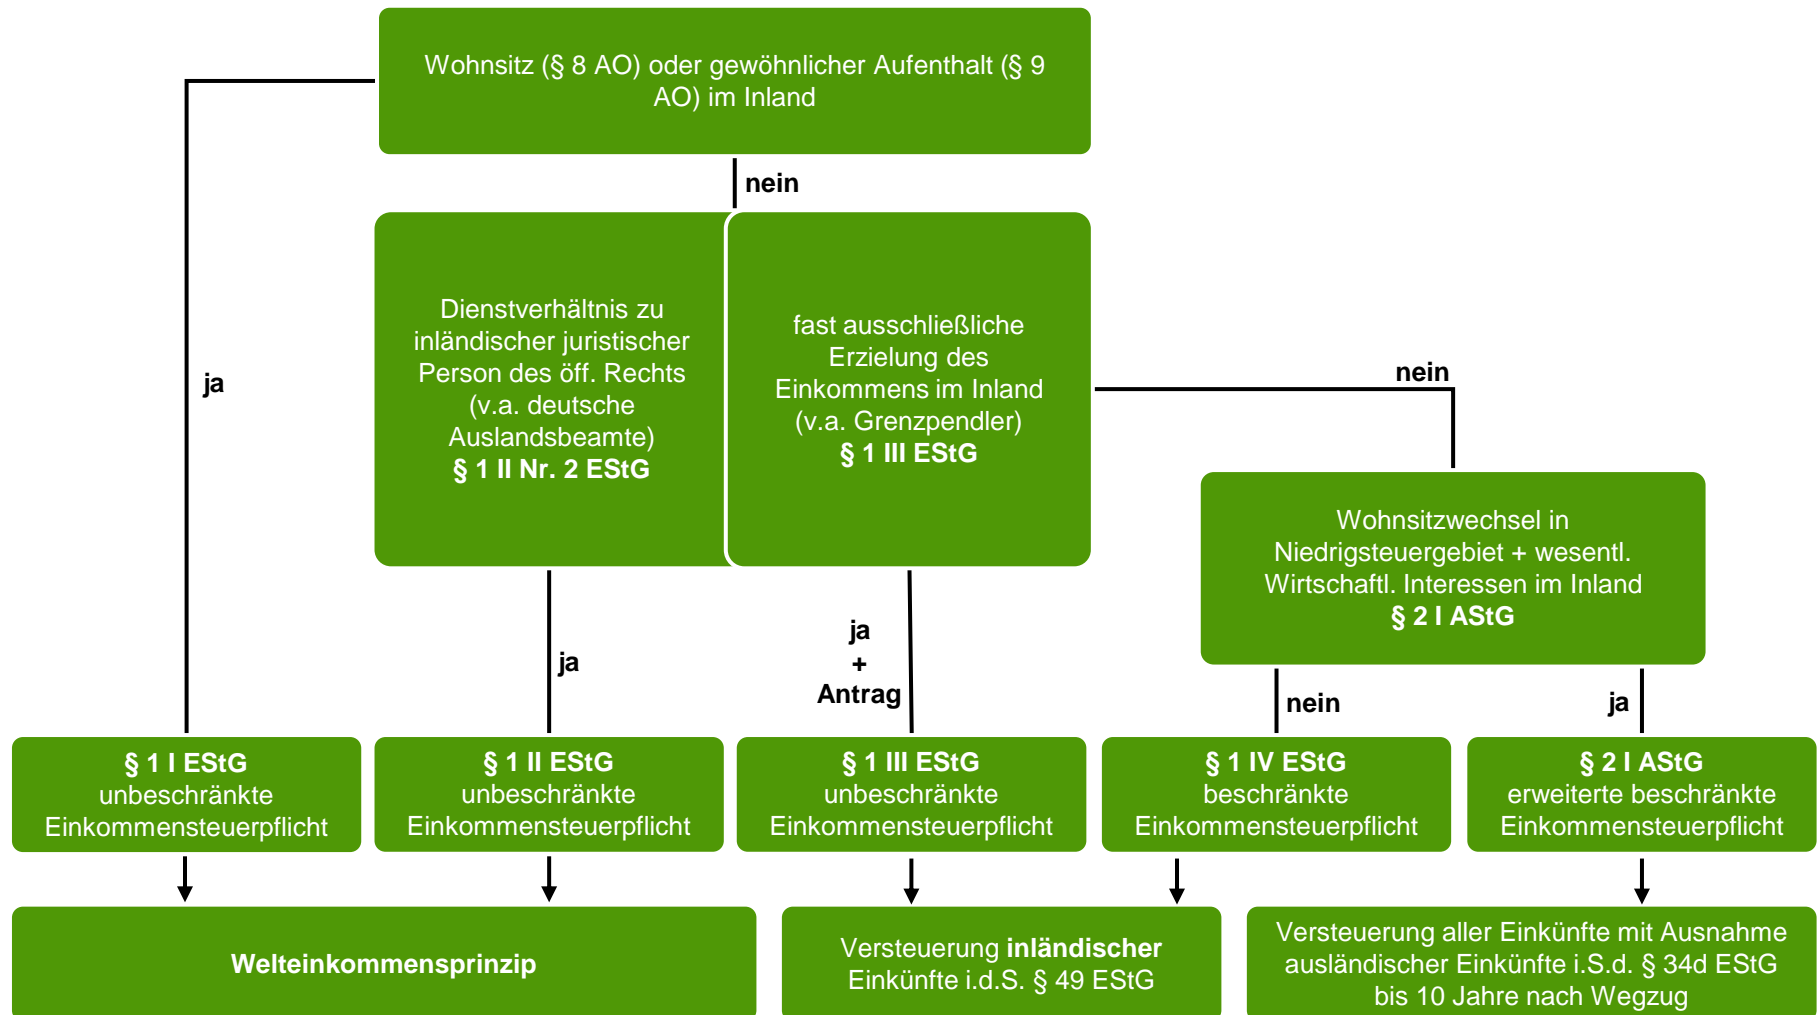 Wohnsitz (§ 8 AO) oder gewöhnlicher Aufenthalt (§ 9
AO) im Inland
nein
Dienstverhältnis zu
inländischer juristischer
Person des öff. Rechts
(v.a. deutsche
Auslandsbeamte)
§ 1 II Nr. 2 EStG
fast ausschließliche
Erzielung des
Einkommens im Inland
(v.a. Grenzpendler)
§ 1 III EStG
ja
nein
Wohnsitzwechsel in
Niedrigsteuergebiet + wesentl.
Wirtschaftl. Interessen im Inland
§ 2 I AStG
ja
ja
+
Antrag
nein
ja
§ 1 I EStG
unbeschränkte
Einkommensteuerpflicht
§ 1 II EStG
unbeschränkte
Einkommensteuerpflicht
§ 1 III EStG
unbeschränkte
Einkommensteuerpflicht
§ 1 IV EStG
beschränkte
Einkommensteuerpflicht
§ 2 I AStG
erweiterte beschränkte
Einkommensteuerpflicht
Welteinkommensprinzip
Versteuerung inländischer
Einkünfte i.d.S. § 49 EStG
Versteuerung aller Einkünfte mit Ausnahme
ausländischer Einkünfte i.S.d. § 34d EStG
bis 10 Jahre nach Wegzug